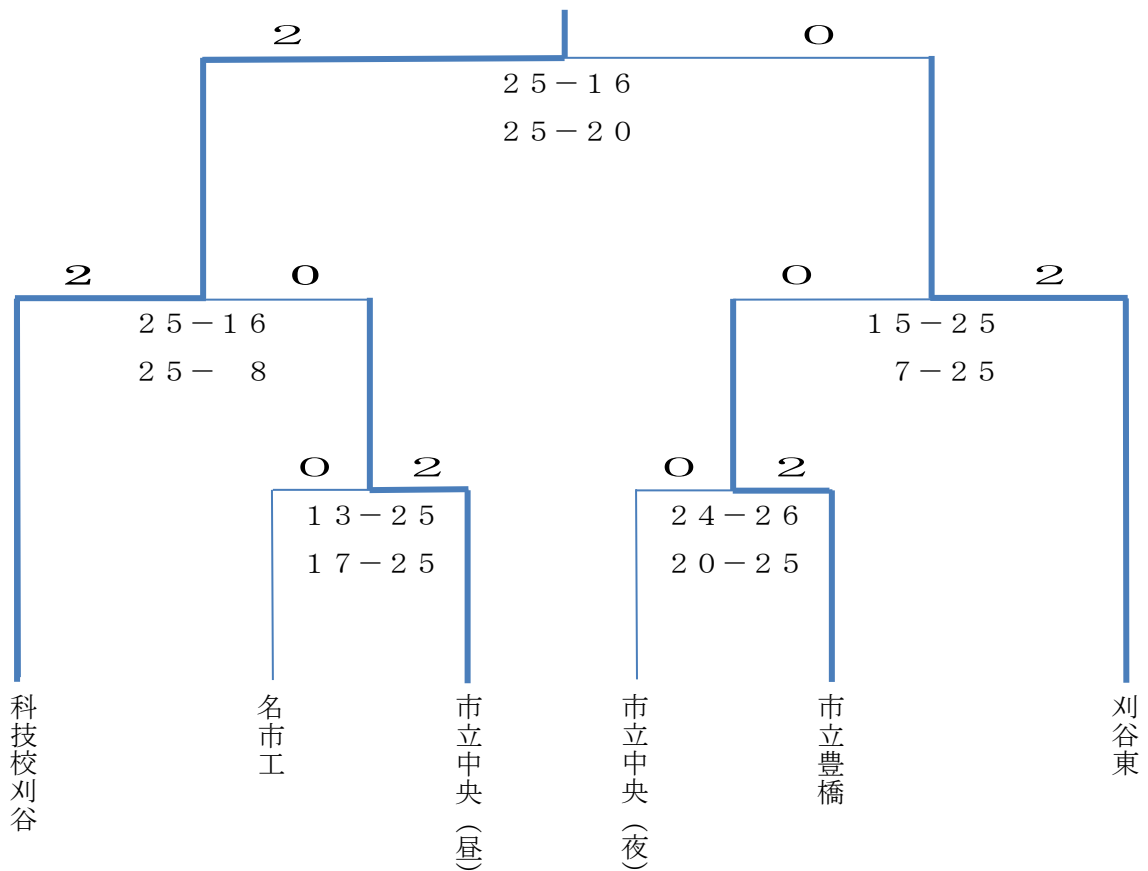 ２　０
２５－１６
２５－２０
２　０　０　２
２５－１６　１５－２５
２５－　８　７－２５
０　２　０　２
１３－２５　２４－２６
１７－２５　２０－２５
科技校刈谷
名市工
市立中央（昼）
市立中央（夜）
市立豊橋
刈谷東